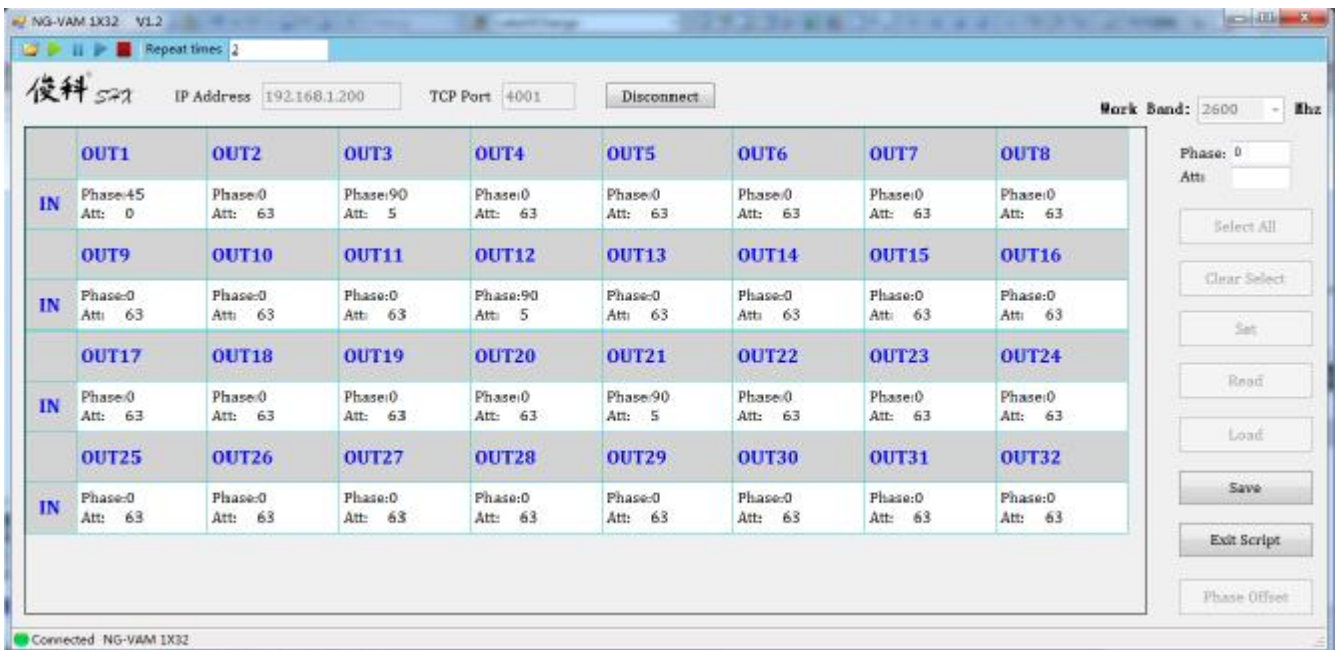 NG-VAM 1X32 V1.2
Repeat times 2
俊科
IP Address 192.168.1.200 TCP Port 4001 Disconnect
Work Band: 2600 Mhz
OUT1 OUT2 OUT3 OUT4 OUT5 OUT6 OUT7 OUT8
Phase: 0
Att:
IN
Phase:45 Phase:0 Phase:90 Phase:0 Phase:0 Phase:0 Phase:0 Phase:0
Att: 0 Att: 63 Att: 5 Att: 63 Att: 63 Att: 63 Att: 63 Att: 63
Select All
OUT9 OUT10 OUT11 OUT12 OUT13 OUT14 OUT15 OUT16
Clear Select
IN
Phase:0 Phase:0 Phase:0 Phase:90 Phase:0 Phase:0 Phase:0 Phase:0
Att: 63 Att: 63 Att: 63 Att: 5 Att: 63 Att: 63 Att: 63 Att: 63
Set
OUT17 OUT18 OUT19 OUT20 OUT21 OUT22 OUT23 OUT24
Read
IN
Phase:0 Phase:0 Phase:0 Phase:0 Phase:90 Phase:0 Phase:0 Phase:0
Att: 63 Att: 63 Att: 63 Att: 63 Att: 5 Att: 63 Att: 63 Att: 63
Load
OUT25 OUT26 OUT27 OUT28 OUT29 OUT30 OUT31 OUT32
Save
IN
Phase:0 Phase:0 Phase:0 Phase:0 Phase:0 Phase:0 Phase:0 Phase:0
Att: 63 Att: 63 Att: 63 Att: 63 Att: 63 Att: 63 Att: 63 Att: 63
Exit Script
Phase Offset
Connected NG-VAM 1X32